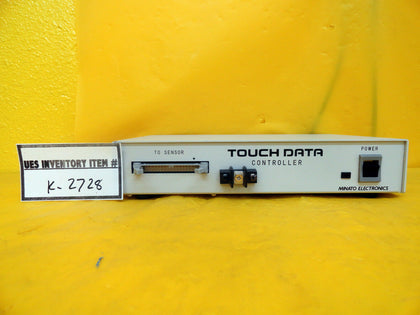 UES INVENTORY ITEM #
K-2728
TO SENSOR
TOUCH DATA
CONTROLLER
POWER
MINATO ELECTRONICS